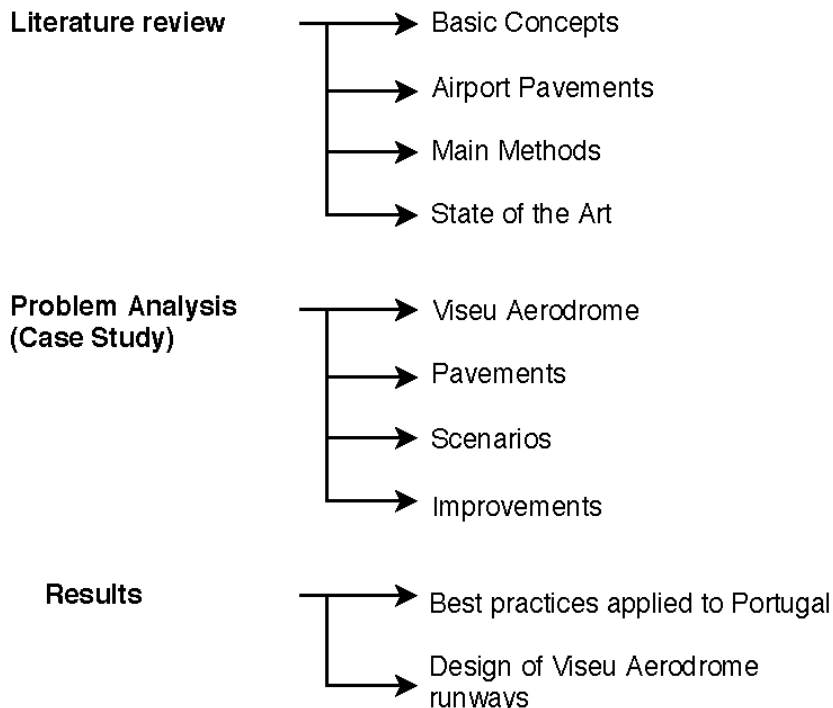 Literature review
Basic Concepts
Airport Pavements
Main Methods
State of the Art
Problem Analysis
(Case Study)
Viseu Aerodrome
Pavements
Scenarios
Improvements
Results
Best practices applied to Portugal
Design of Viseu Aerodrome
runways